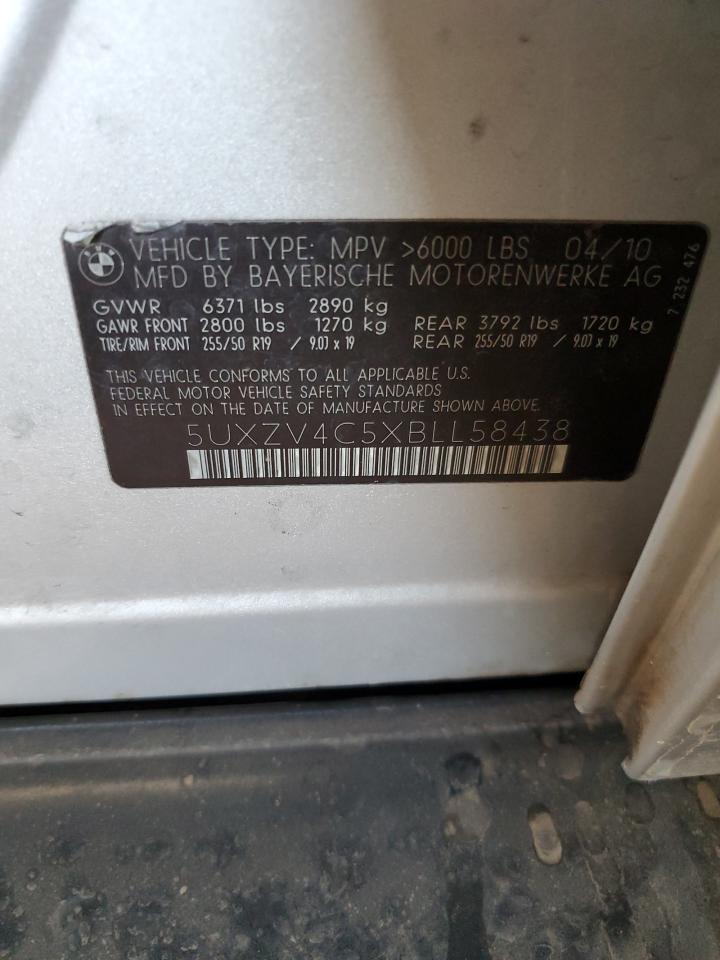 BMW
VEHICLE TYPE: MPV >6000 LBS 04/10
MFD BY BAYERISCHE MOTORENWERKE AG
GVWR 6371 lbs 2890 kg
GAWR FRONT 2800 lbs 1270 kg REAR 3792 lbs 1720 kg
TIRE/RIM FRONT 255/50 R19 / 9.0J x 19 REAR 255/50 R19 / 9.0J x 19
THIS VEHICLE CONFORMS TO ALL APPLICABLE U.S.
FEDERAL MOTOR VEHICLE SAFETY STANDARDS
IN EFFECT ON THE DATE OF MANUFACTURE SHOWN ABOVE.
5UXZV4C5XBLL58438
7 232 476